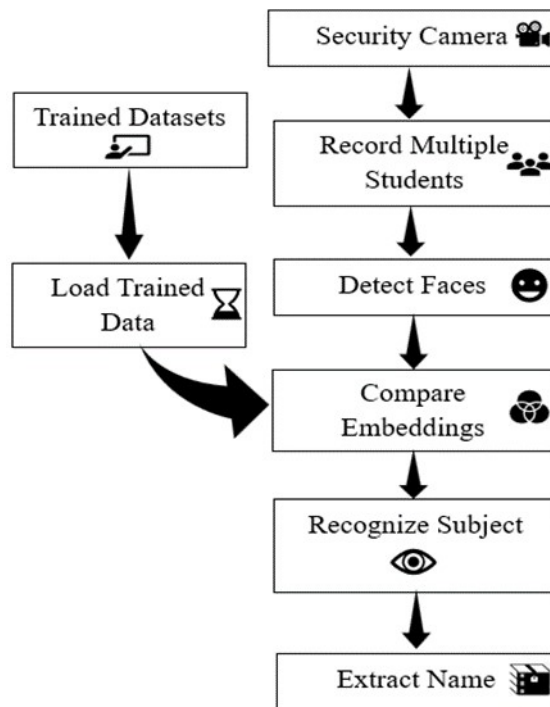 Security Camera
Trained Datasets
Record Multiple
Students
Load Trained
Data
Detect Faces
Compare
Embeddings
Recognize Subject
Extract Name